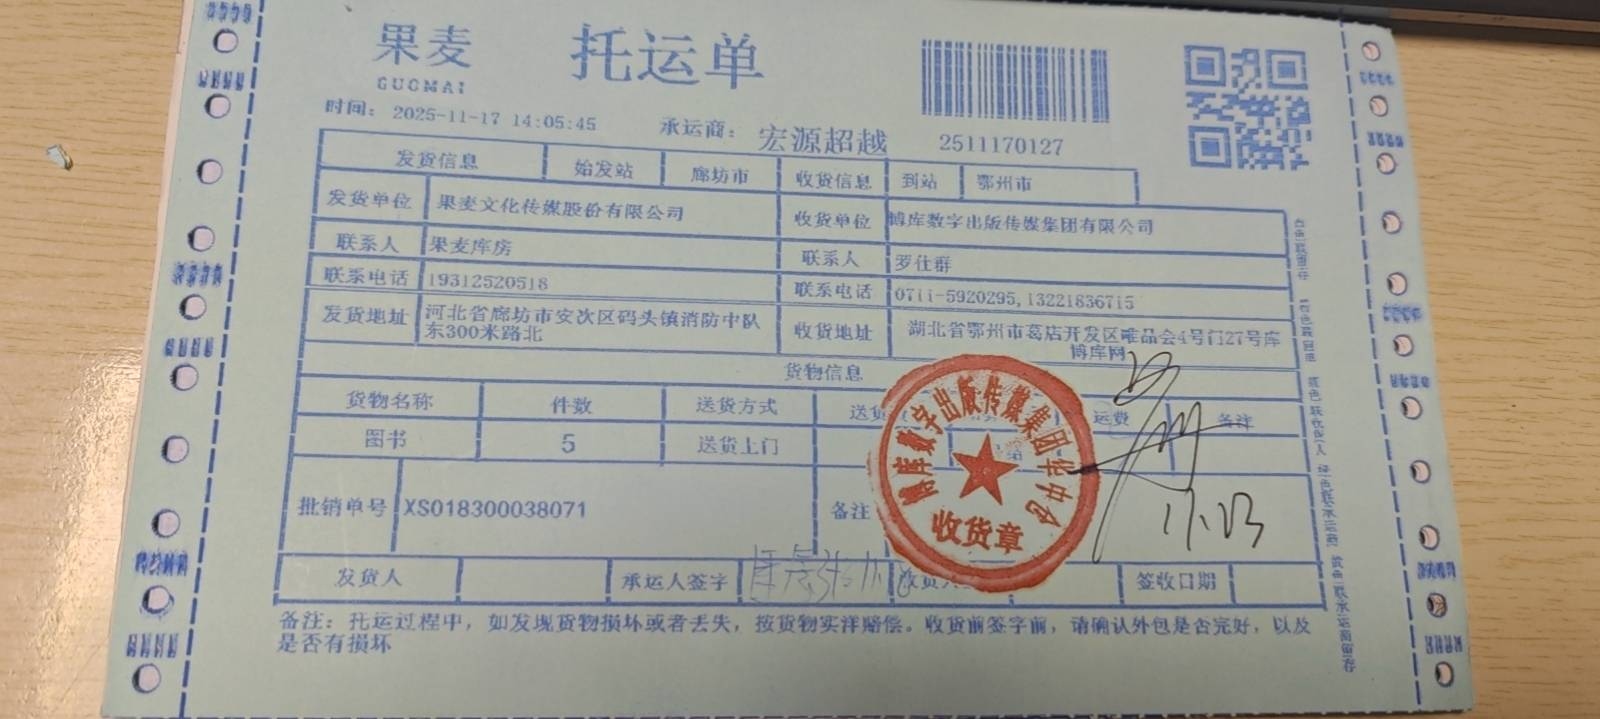 果麦
GUOMAI
托运单
时间: 2025-11-17 14:05:45
承运商: 宏源超越
2511170127
发货信息 始发站 廊坊市 收货信息 到站 鄂州市
发货单位 果麦文化传媒股份有限公司 收货单位 博库数字出版传媒集团有限公司
联系人 果麦库房 联系人 罗仕群
联系电话 19312520518 联系电话 0711-5920295,13221836715
发货地址 河北省廊坊市安次区码头镇消防中队
东300米路北
收货地址 湖北省鄂州市葛店开发区唯品会4号门27号库
博库网
货物信息
货物名称 件数 送货方式 送货 运费 备注
图书 5 送货上门
批销单号 XS018300038071 备注
博库数字出版传媒集团华中仓
收货章
11.23
发货人 承运人签字 收货人 签收日期
备注: 托运过程中, 如发现货物损坏或者丢失, 按货物实洋赔偿。收货前签字前, 请确认外包是否完好, 以及
是否有损坏